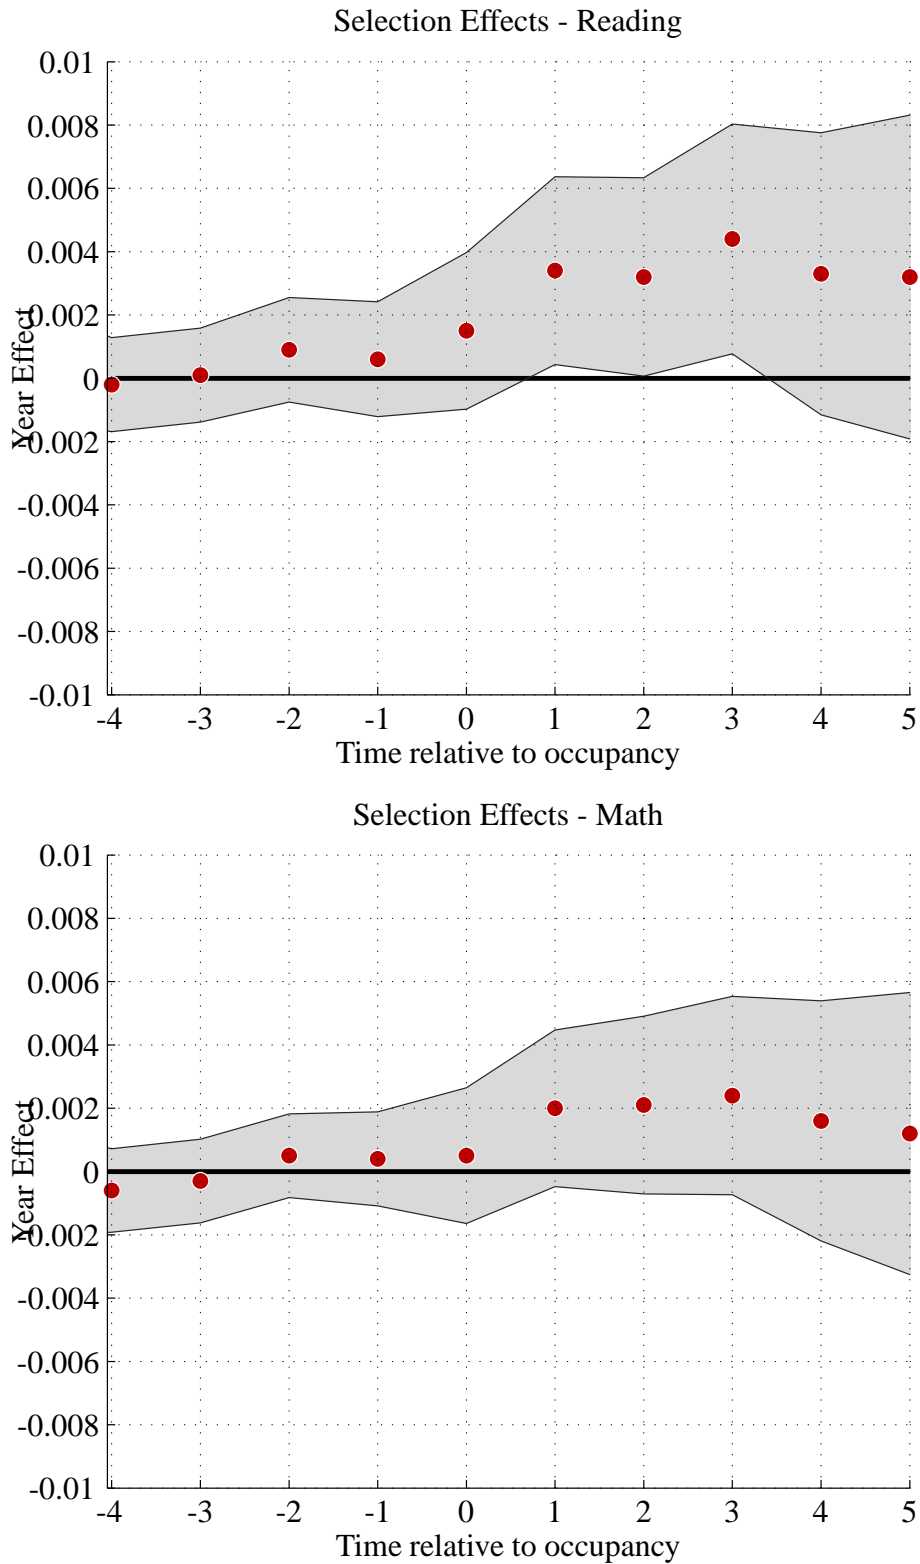 Selection Effects - Reading
0.01
0.008
0.006
0.004
0.002
0
-0.002
-0.004
-0.006
-0.008
-0.01
Year Effect
-4 -3 -2 -1 0 1 2 3 4 5
Time relative to occupancy
Selection Effects - Math
0.01
0.008
0.006
0.004
0.002
0
-0.002
-0.004
-0.006
-0.008
-0.01
Year Effect
-4 -3 -2 -1 0 1 2 3 4 5
Time relative to occupancy